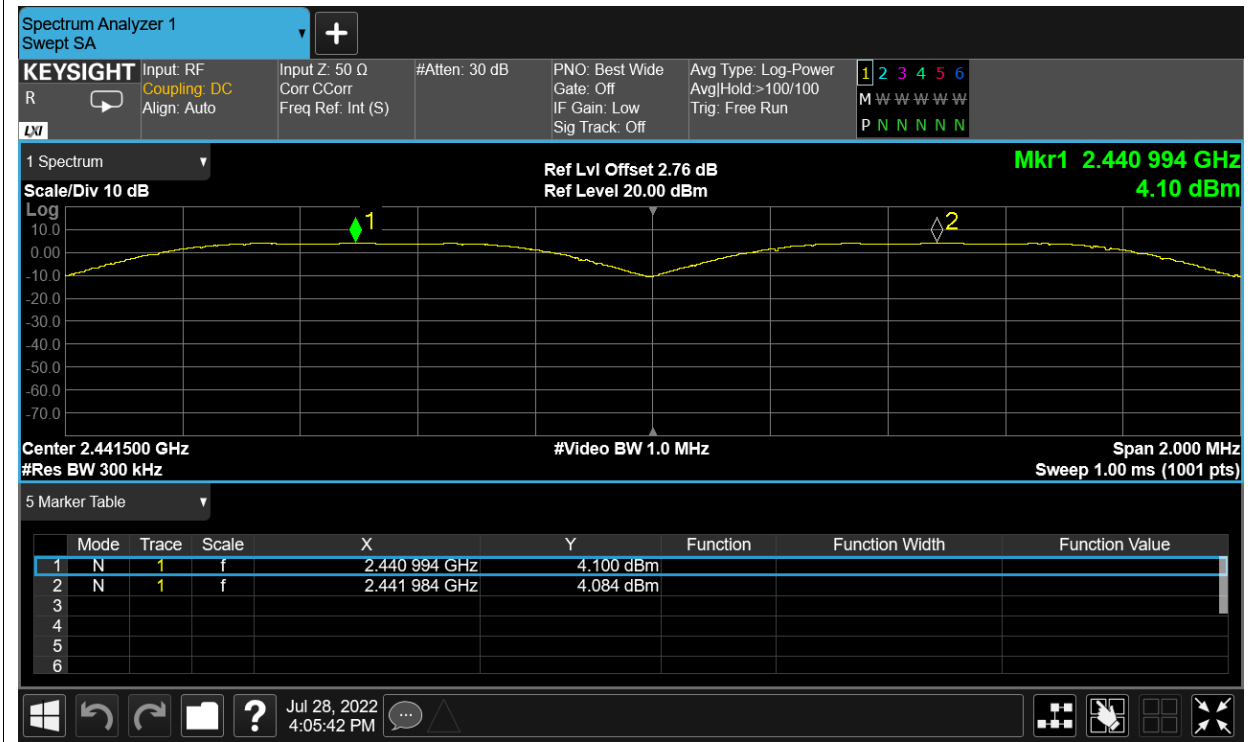 Spectrum Analyzer 1
Swept SA
KEYSIGHT
R
LXI
Input: RF
Coupling: DC
Align: Auto
Input Z: 50 Ω
Corr CCorr
Freq Ref: Int (S)
#Atten: 30 dB
PNO: Best Wide
Gate: Off
IF Gain: Low
Sig Track: Off
Avg Type: Log-Power
Avg|Hold:>100/100
Trig: Free Run
1 2 3 4 5 6
M W W W W W
P N N N N N
1 Spectrum
Scale/Div 10 dB
Ref Lvl Offset 2.76 dB
Ref Level 20.00 dBm
Mkr1 2.440 994 GHz
4.10 dBm
Log
10.0
0.00
-10.0
-20.0
-30.0
-40.0
-50.0
-60.0
-70.0
1
2
Center 2.441500 GHz
#Res BW 300 kHz
#Video BW 1.0 MHz
Span 2.000 MHz
Sweep 1.00 ms (1001 pts)
5 Marker Table
Mode Trace Scale X Y Function Function Width Function Value
1 N 1 f 2.440 994 GHz 4.100 dBm
2 N 1 f 2.441 984 GHz 4.084 dBm
3
4
5
6
?
Jul 28, 2022
4:05:42 PM